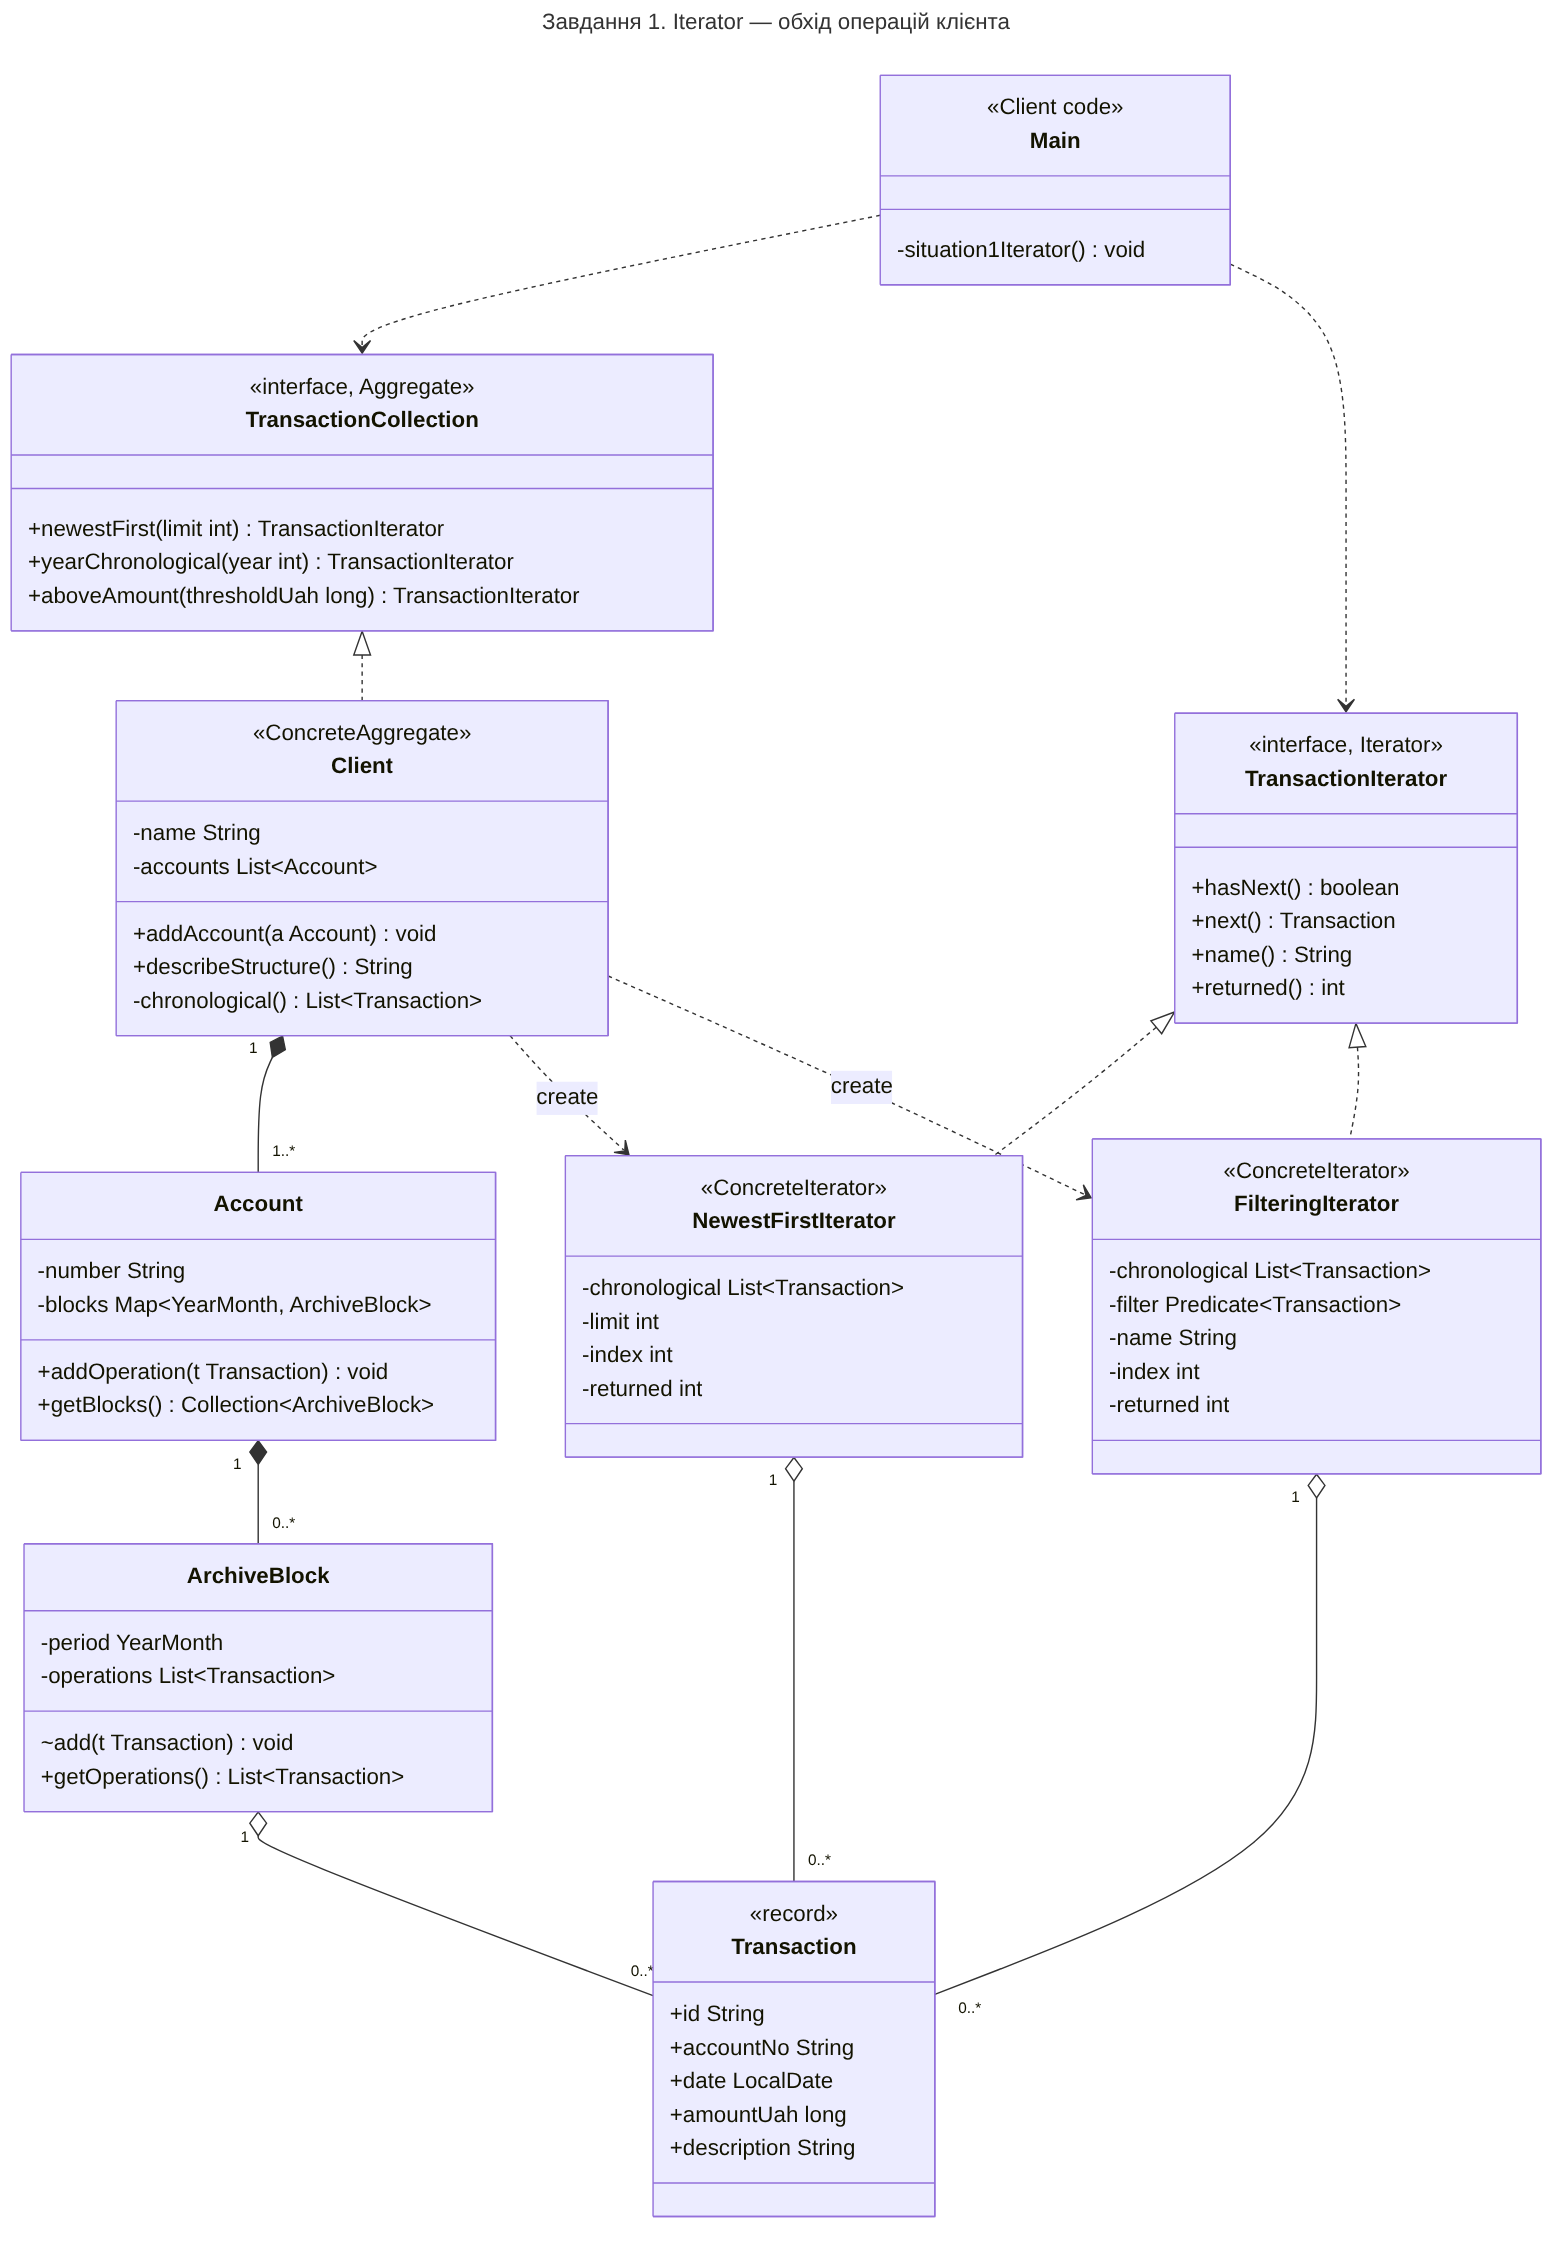 Завдання 1. Iterator — обхід операцій клієнта
«Client code»
Main
-situation1Iterator() : void
«interface, Aggregate»
TransactionCollection
+newestFirst(limit int) : TransactionIterator
+yearChronological(year int) : TransactionIterator
+aboveAmount(thresholdUah long) : TransactionIterator
«ConcreteAggregate»
Client
-name String
-accounts List<Account>
+addAccount(a Account) : void
+describeStructure() : String
-chronological() : List<Transaction>
«interface, Iterator»
TransactionIterator
+hasNext() : boolean
+next() : Transaction
+name() : String
+returned() : int
1
create
create
1..*
Account
-number String
-blocks Map<YearMonth, ArchiveBlock>
+addOperation(t Transaction) : void
+getBlocks() : Collection<ArchiveBlock>
«ConcreteIterator»
NewestFirstIterator
-chronological List<Transaction>
-limit int
-index int
-returned int
«ConcreteIterator»
FilteringIterator
-chronological List<Transaction>
-filter Predicate<Transaction>
-name String
-index int
-returned int
1
1
1
0..*
ArchiveBlock
-period YearMonth
-operations List<Transaction>
~add(t Transaction) : void
+getOperations() : List<Transaction>
1
0..*
0..*
0..*
«record»
Transaction
+id String
+accountNo String
+date LocalDate
+amountUah long
+description String